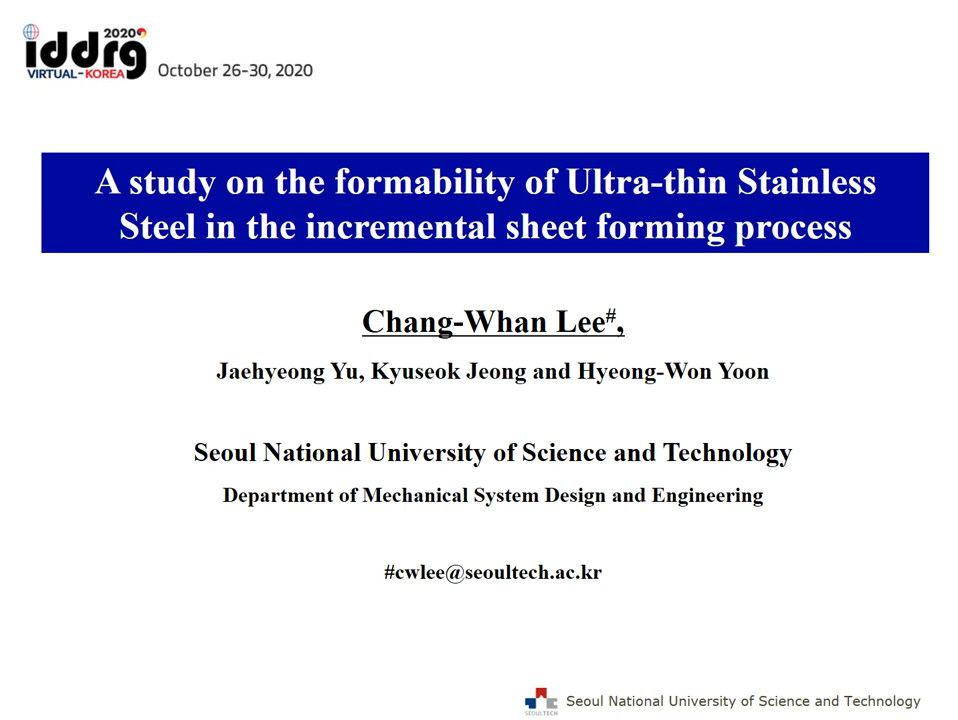 2020
iddrg
VIRTUAL-KOREA
October 26-30, 2020
A study on the formability of Ultra-thin Stainless
Steel in the incremental sheet forming process
Chang-Whan Lee#,
Jaehyeong Yu, Kyuseok Jeong and Hyeong-Won Yoon
Seoul National University of Science and Technology
Department of Mechanical System Design and Engineering
#cwlee@seoultech.ac.kr
SEOULTECH
Seoul National University of Science and Technology